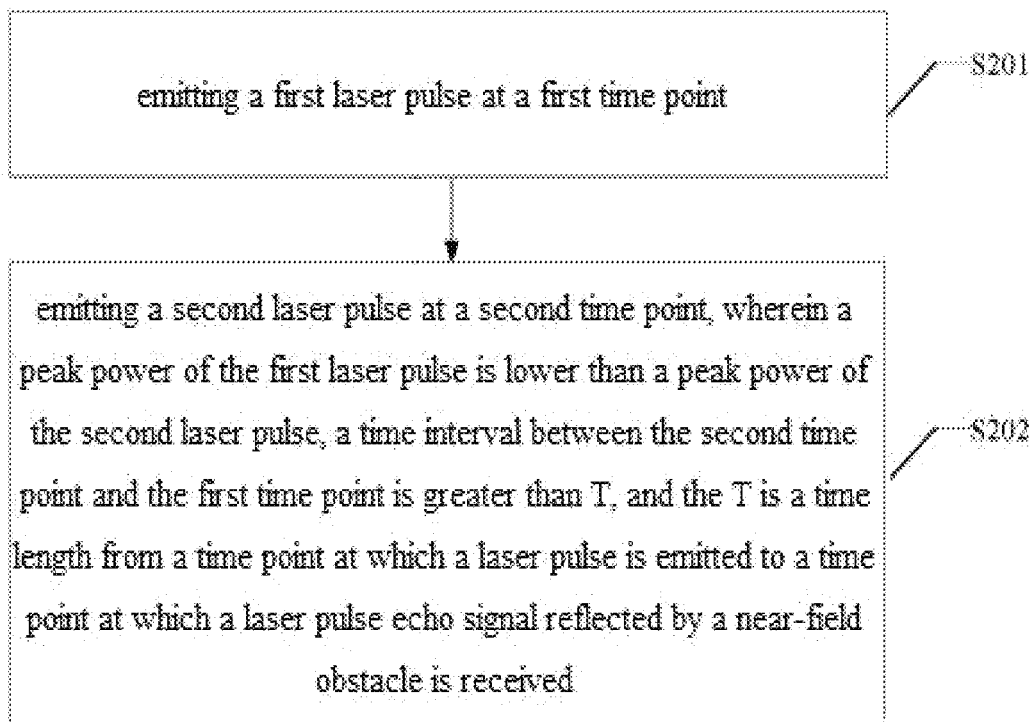 emitting a first laser pulse at a first time point
S201
emitting a second laser pulse at a second time point, wherein a
peak power of the first laser pulse is lower than a peak power of
the second laser pulse, a time interval between the second time
point and the first time point is greater than T, and the T is a time
length from a time point at which a laser pulse is emitted to a time
point at which a laser pulse echo signal reflected by a near-field
obstacle is received
S202